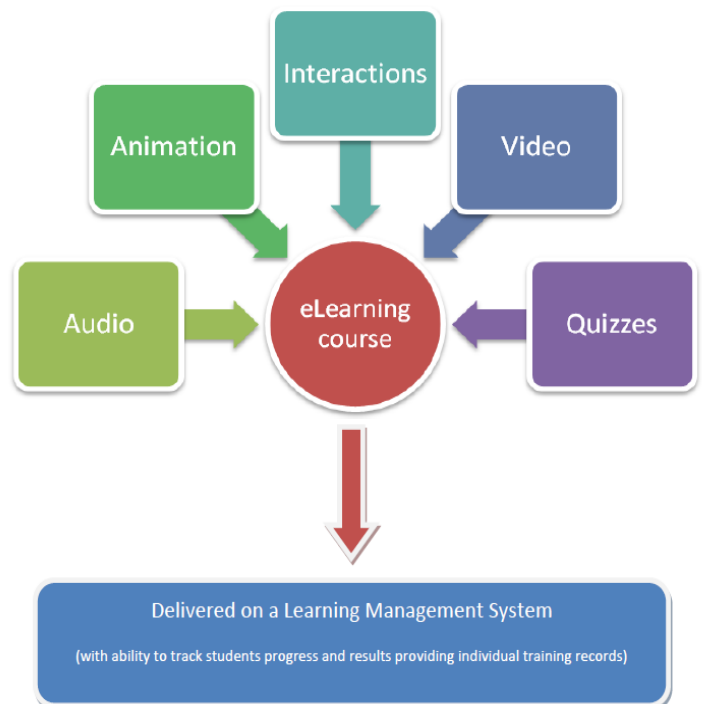 Interactions
Animation
Video
Audio
eLearning
course
Quizzes
Delivered on a Learning Management System
(with ability to track students progress and results providing individual training records)